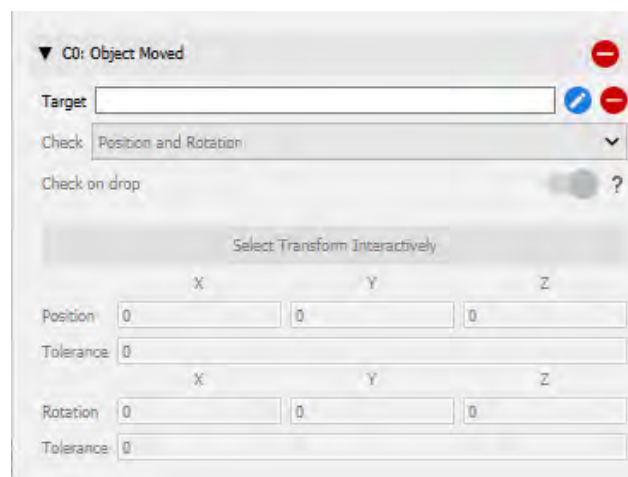 ▼ C0: Object Moved
Target
Check Position and Rotation
Check on drop ?
Select Transform Interactively
X Y Z
Position 0 0 0
Tolerance 0
X Y Z
Rotation 0 0 0
Tolerance 0